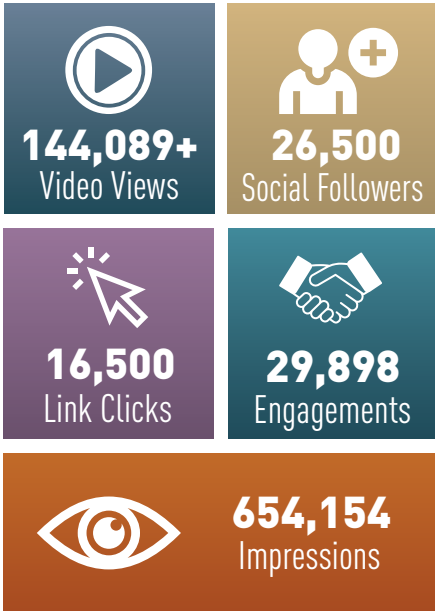 144,089+
Video Views
26,500
Social Followers
16,500
Link Clicks
29,898
Engagements
654,154
Impressions